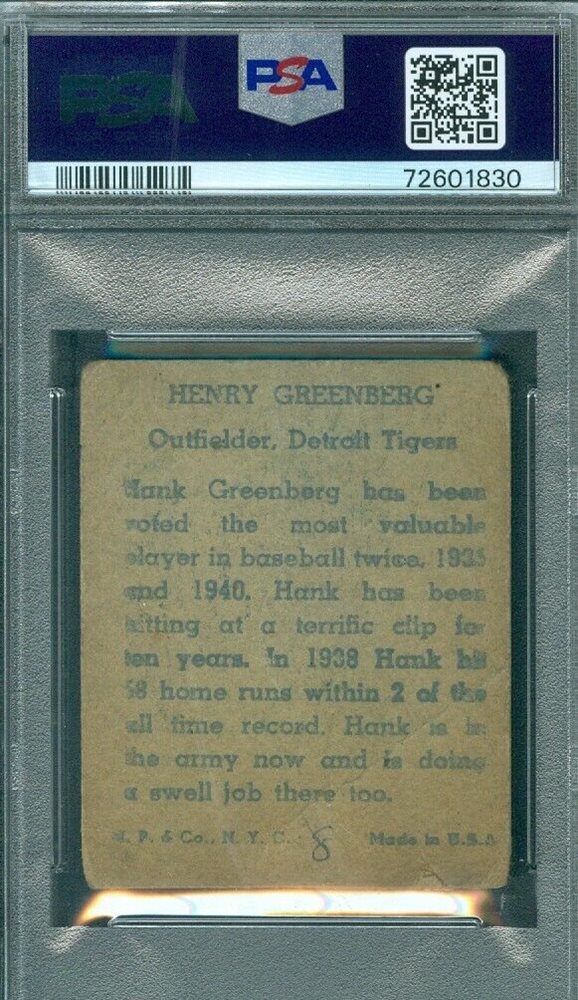 PSA
PSA
72601830
HENRY GREENBERG
Outfielder, Detroit Tigers
Hank Greenberg has been
voted the most valuable
player in baseball twice, 1935
and 1940. Hank has been
hitting at a terrific clip for
ten years. In 1938 Hank hit
58 home runs within 2 of the
all time record. Hank is in
the army now and is doing
a swell job there too.
M. P. & Co., N. Y. C. 8 Made in U.S.A